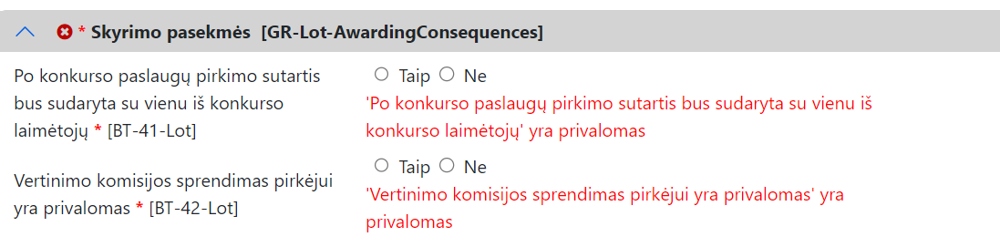 * Skyrimo pasekmės [GR-Lot-AwardingConsequences]
Po konkurso paslaugų pirkimo sutartis
bus sudaryta su vienu iš konkurso
laimėtojų * [BT-41-Lot]
Taip Ne
'Po konkurso paslaugų pirkimo sutartis bus sudaryta su vienu iš
konkurso laimėtojų' yra privalomas
Vertinimo komisijos sprendimas pirkėjui
yra privalomas * [BT-42-Lot]
Taip Ne
'Vertinimo komisijos sprendimas pirkėjui yra privalomas' yra
privalomas